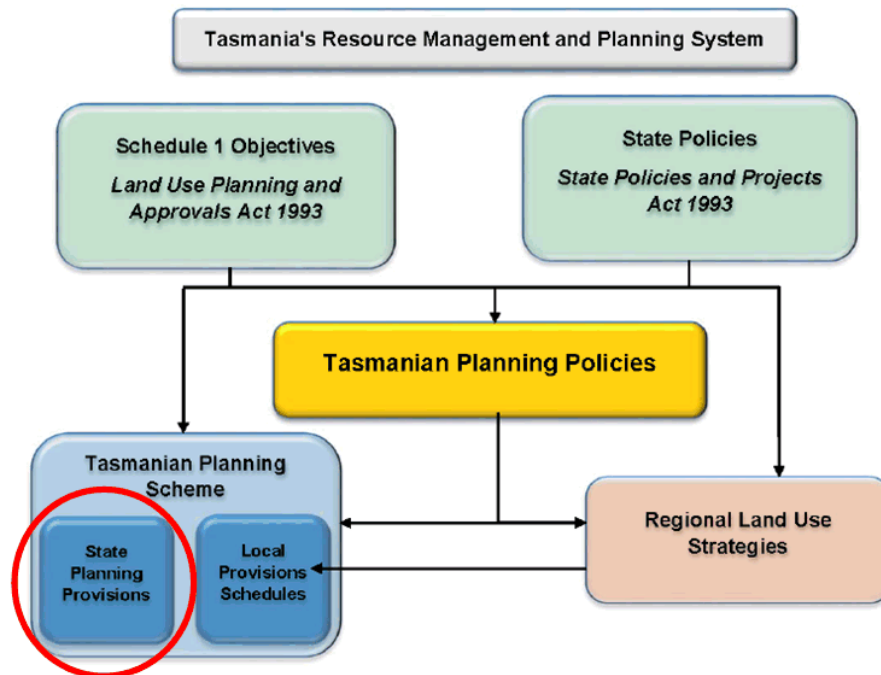 Tasmania's Resource Management and Planning System
Schedule 1 Objectives
Land Use Planning and
Approvals Act 1993
State Policies
State Policies and Projects
Act 1993
Tasmanian Planning Policies
Tasmanian Planning
Scheme
State
Planning
Provisions
Local
Provisions
Schedules
Regional Land Use
Strategies